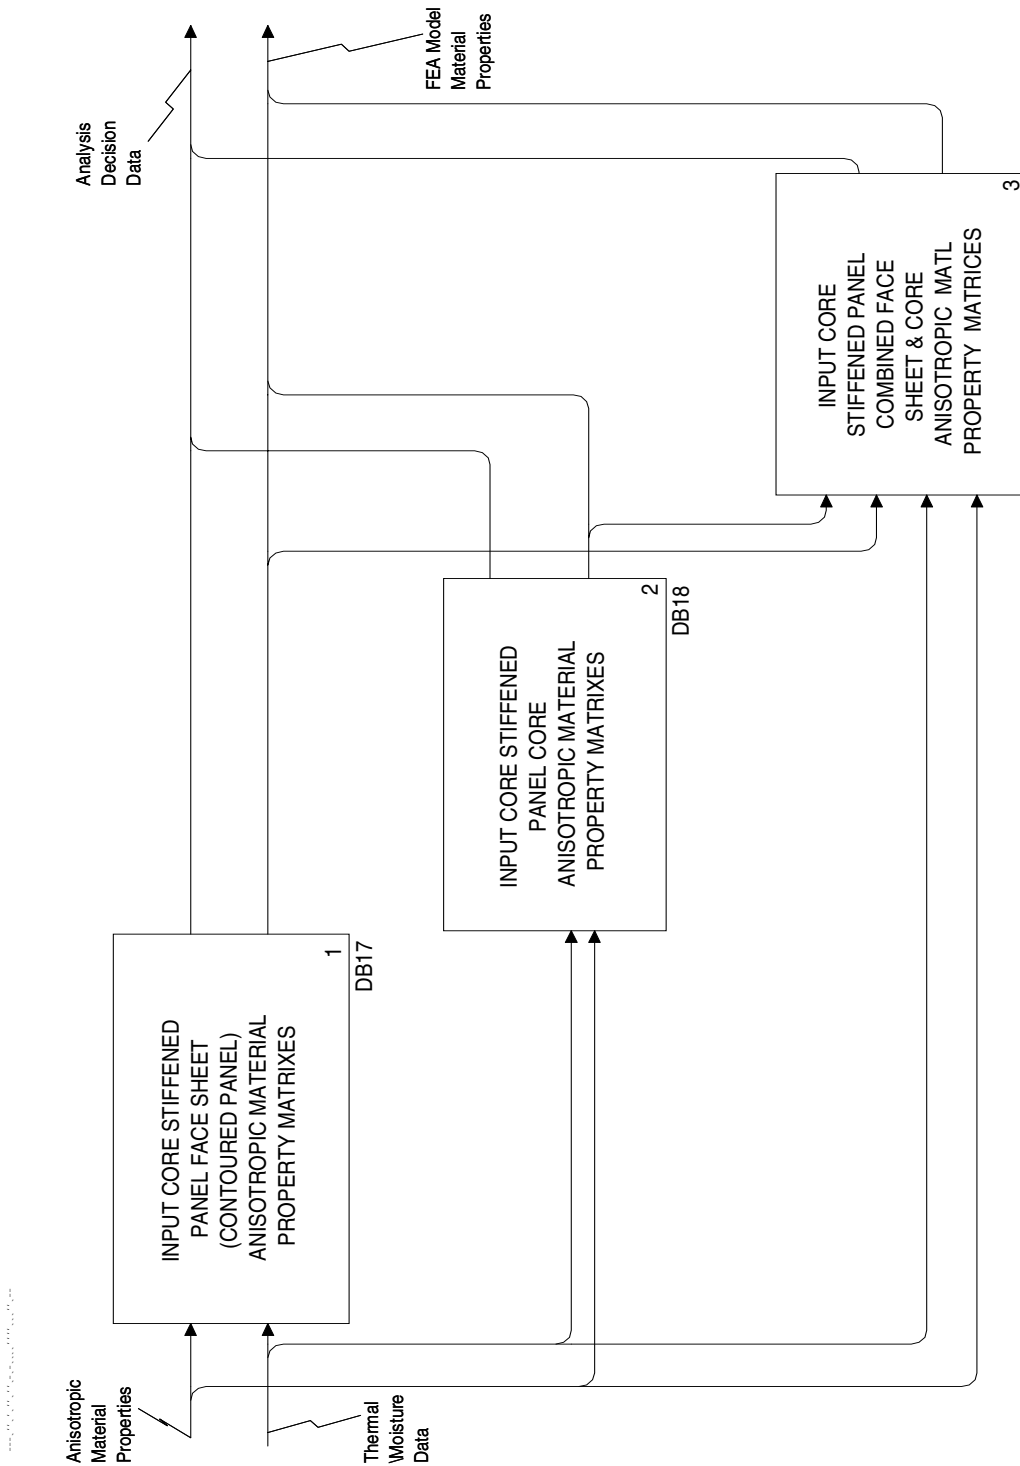 Anisotropic
Material
Properties
Thermal
\Moisture
Data
INPUT CORE STIFFENED
PANEL FACE SHEET
(CONTOURED PANEL)
ANISOTROPIC MATERIAL
PROPERTY MATRIXES
1
DB17
INPUT CORE STIFFENED
PANEL CORE
ANISOTROPIC MATERIAL
PROPERTY MATRIXES
2
DB18
INPUT CORE
STIFFENED PANEL
COMBINED FACE
SHEET & CORE
ANISOTROPIC MATL
PROPERTY MATRICES
3
Analysis
Decision
Data
FEA Model
Material
Properties